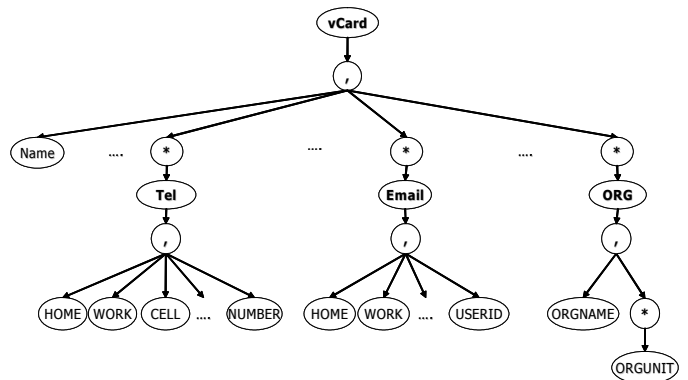 vCard
,
Name .... * .... * .... *
Tel Email ORG
, , ,
HOME WORK CELL .... NUMBER HOME WORK .... USERID ORGNAME *
ORGUNIT